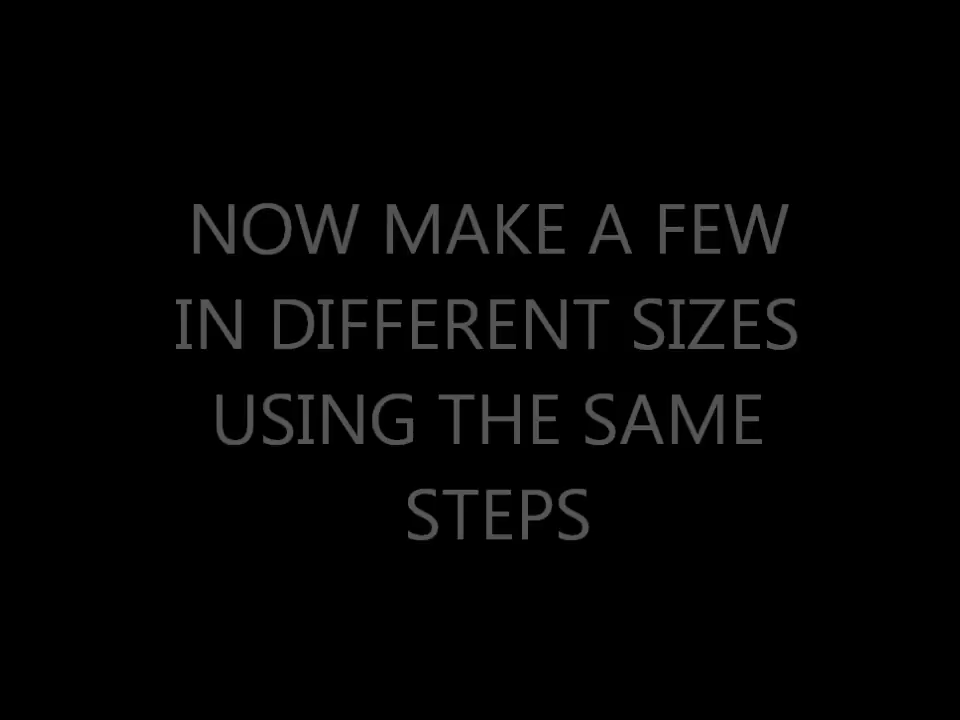 NOW MAKE A FEW
IN DIFFERENT SIZES
USING THE SAME
STEPS